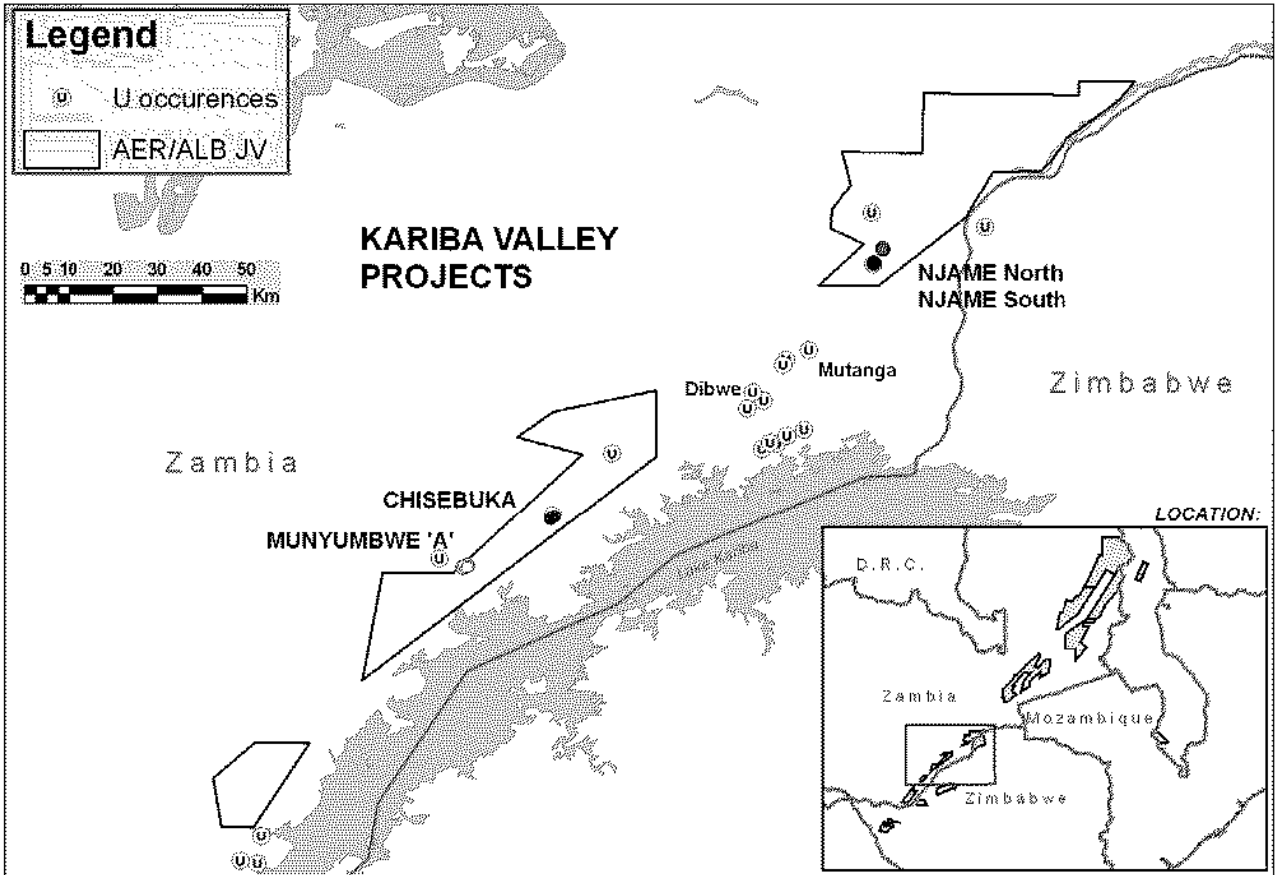 Legend
U U occurences
AER/ALB JV
0 5 10 20 30 40 50
Km
KARIBA VALLEY
PROJECTS
U
U
NJAME North
NJAME South
U U
Mutanga
Dibwe
U
U U
Zimbabwe
U U U U
U
Zambia
CHISEBUKA
MUNYUMBWE 'A'
U
Lake Kariba
LOCATION:
D.R.C.
Zambia
Mozambique
Zimbabwe
U
U U